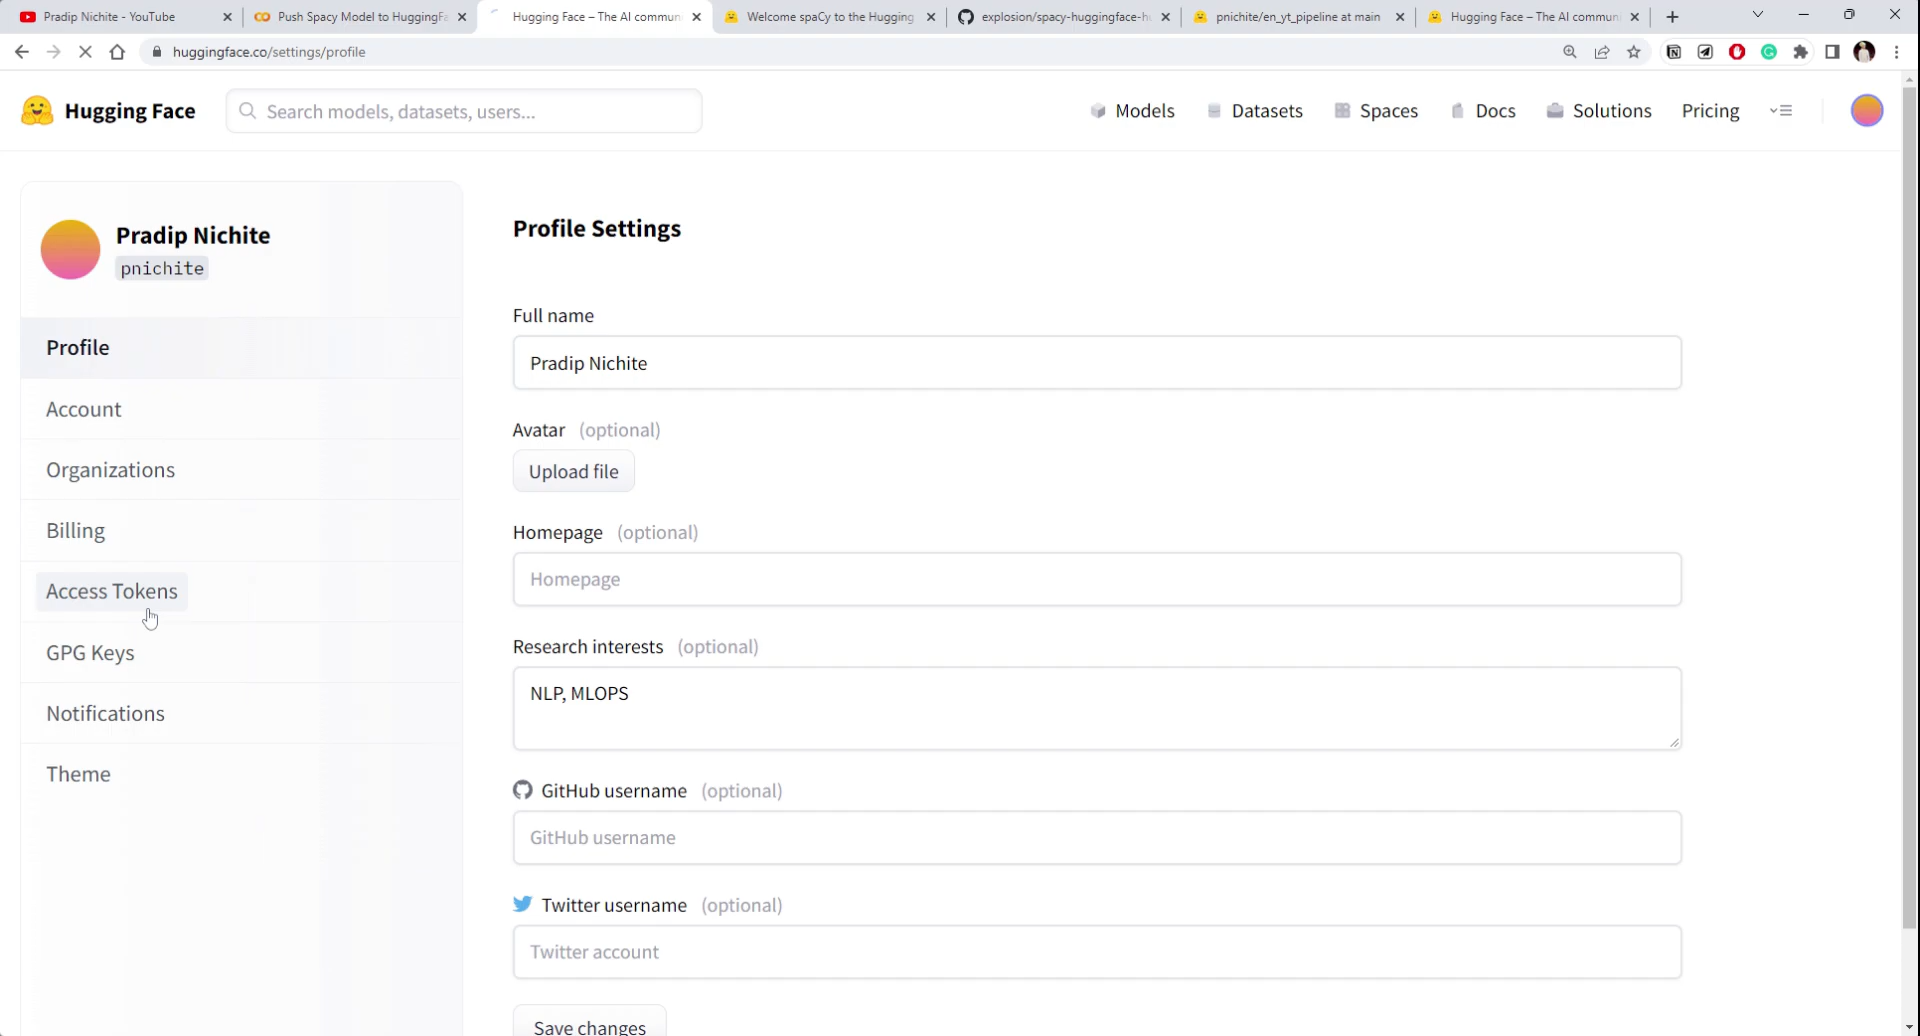 Pradip Nichite - YouTube
Push Spacy Model to HuggingFa
Hugging Face – The AI commun
Welcome spaCy to the Hugging
explosion/spacy-huggingface-hu
pnichite/en_yt_pipeline at main
Hugging Face – The AI commun
huggingface.co/settings/profile
Hugging Face
Search models, datasets, users...
Models
Datasets
Spaces
Docs
Solutions
Pricing
Pradip Nichite
pnichite
Profile
Account
Organizations
Billing
Access Tokens
GPG Keys
Notifications
Theme
Profile Settings
Full name
Pradip Nichite
Avatar (optional)
Upload file
Homepage (optional)
Homepage
Research interests (optional)
NLP, MLOPS
GitHub username (optional)
GitHub username
Twitter username (optional)
Twitter account
Save changes